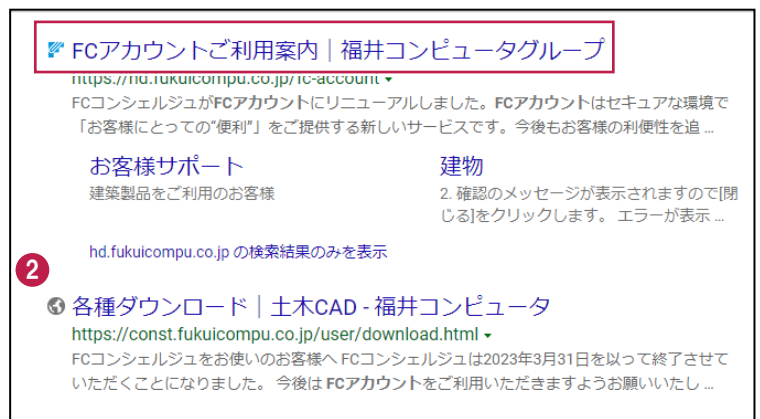 FCアカウントご利用案内｜福井コンピュータグループ
https://hd.fukuicompu.co.jp/fc-account
FCコンシェルジュがFCアカウントにリニューアルしました。FCアカウントはセキュアな環境で
「お客様にとっての“便利”」をご提供する新しいサービスです。今後もお客様の利便性を追 ...
お客様サポート
建築製品をご利用のお客様
建物
2. 確認のメッセージが表示されますので[閉
じる]をクリックします。 エラーが表示 ...
hd.fukuicompu.co.jp の検索結果のみを表示
2
各種ダウンロード｜土木CAD - 福井コンピュータ
https://const.fukuicompu.co.jp/user/download.html
FCコンシェルジュをお使いのお客様へ FCコンシェルジュは2023年3月31日を以って終了させて
いただくことになりました。 今後は FCアカウントをご利用いただきますようお願いいたし ...